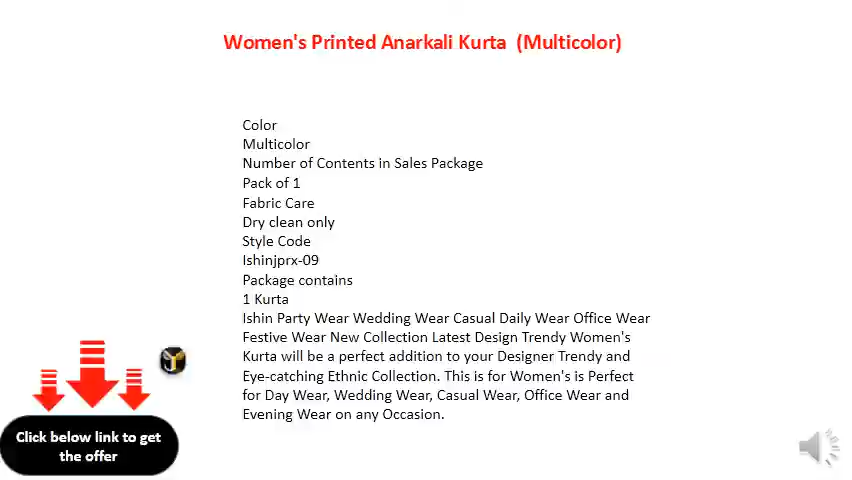 Women's Printed Anarkali Kurta  (Multicolor)
Color
Multicolor
Number of Contents in Sales Package
Pack of 1
Fabric Care
Dry clean only
Style Code
Ishinjprx-09
Package contains
1 Kurta
Ishin Party Wear Wedding Wear Casual Daily Wear Office Wear
Festive Wear New Collection Latest Design Trendy Women's
Kurta will be a perfect addition to your Designer Trendy and
Eye-catching Ethnic Collection. This is for Women's is Perfect
for Day Wear, Wedding Wear, Casual Wear, Office Wear and
Evening Wear on any Occasion.
Click below link to get
the offer